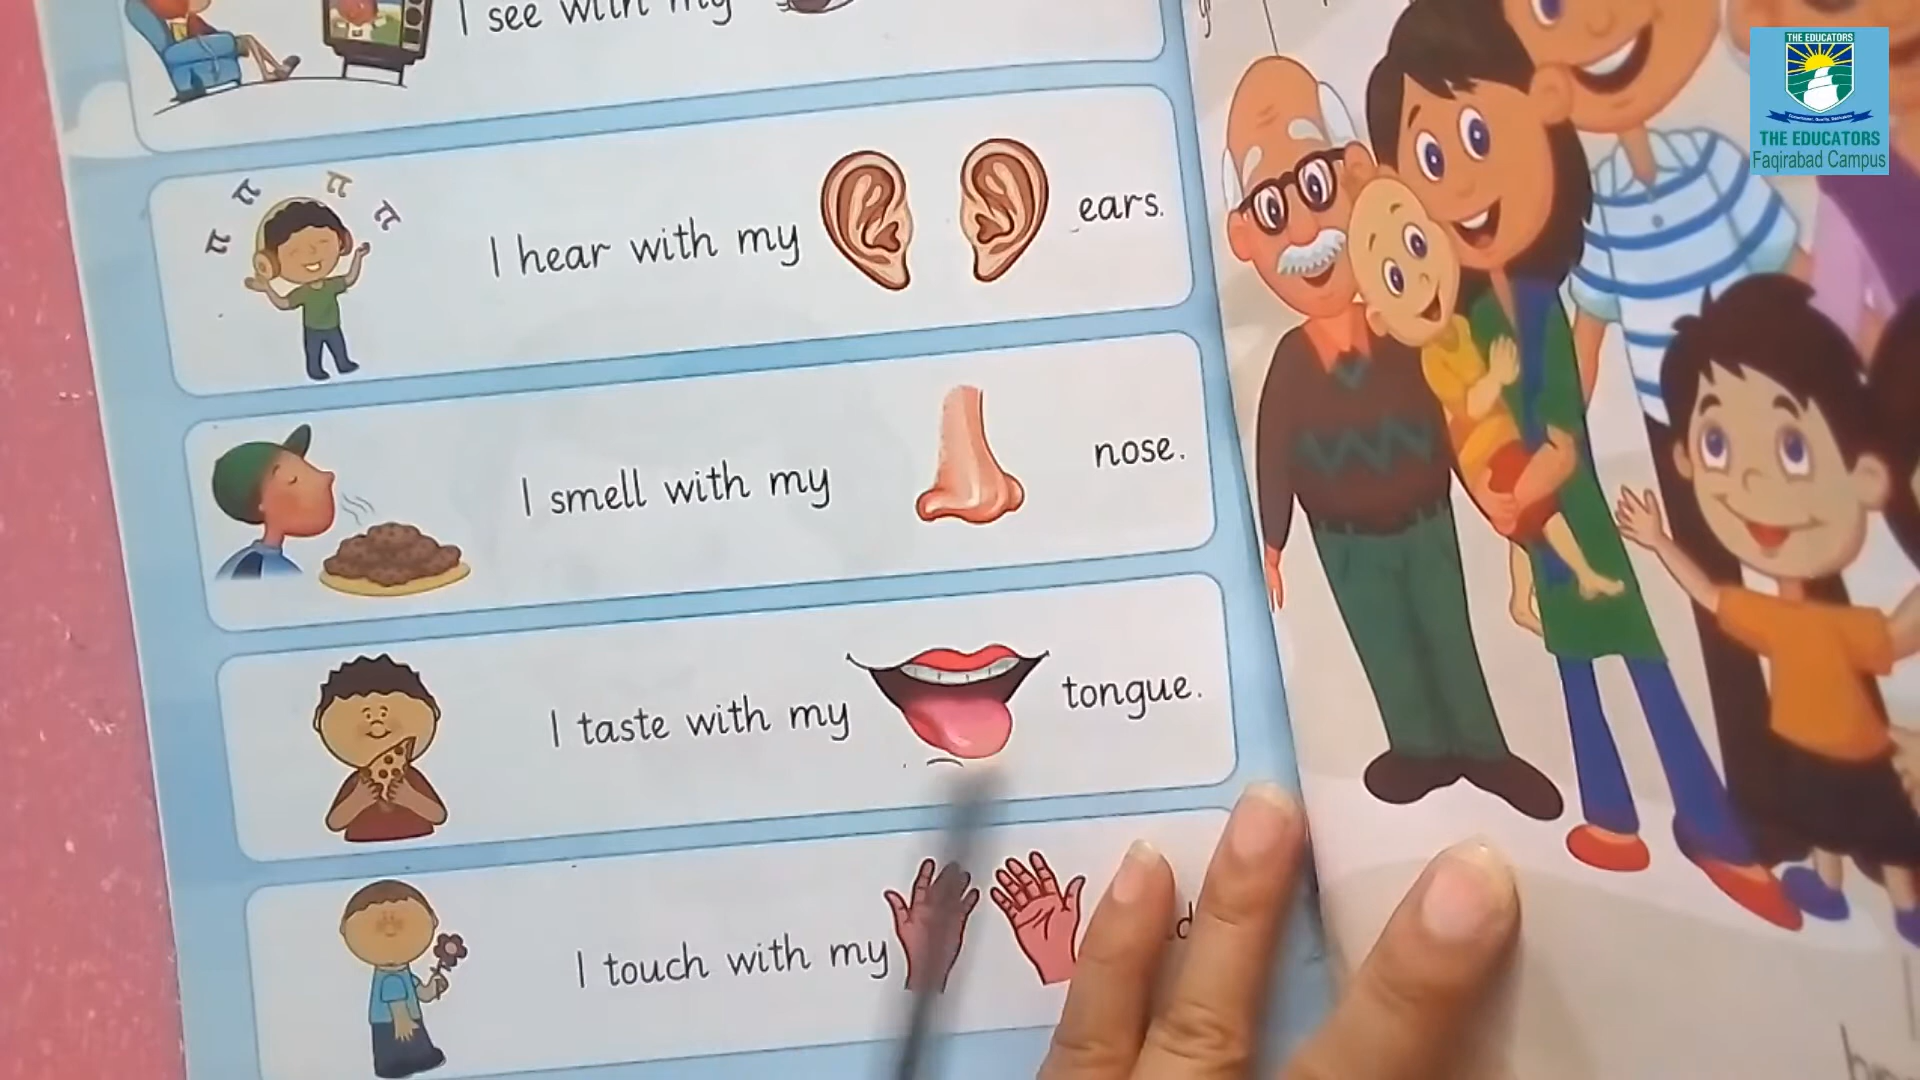 I see with my
I hear with my ears.
I smell with my nose.
I taste with my tongue.
I touch with my
THE EDUCATORS
THE EDUCATORS
Faqirabad Campus